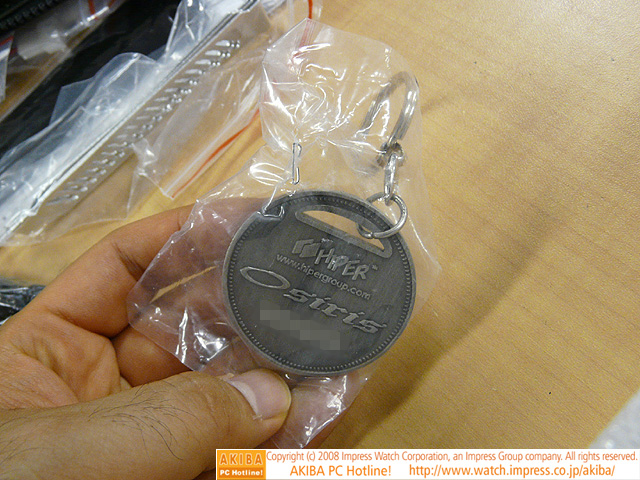 HIPER
www.hipergroup.com
Osiris
AKIBA
PC Hotline!
Copyright (c) 2008 Impress Watch Corporation, an Impress Group company. All rights reserved.
AKIBA PC Hotline! http://www.watch.impress.co.jp/akiba/